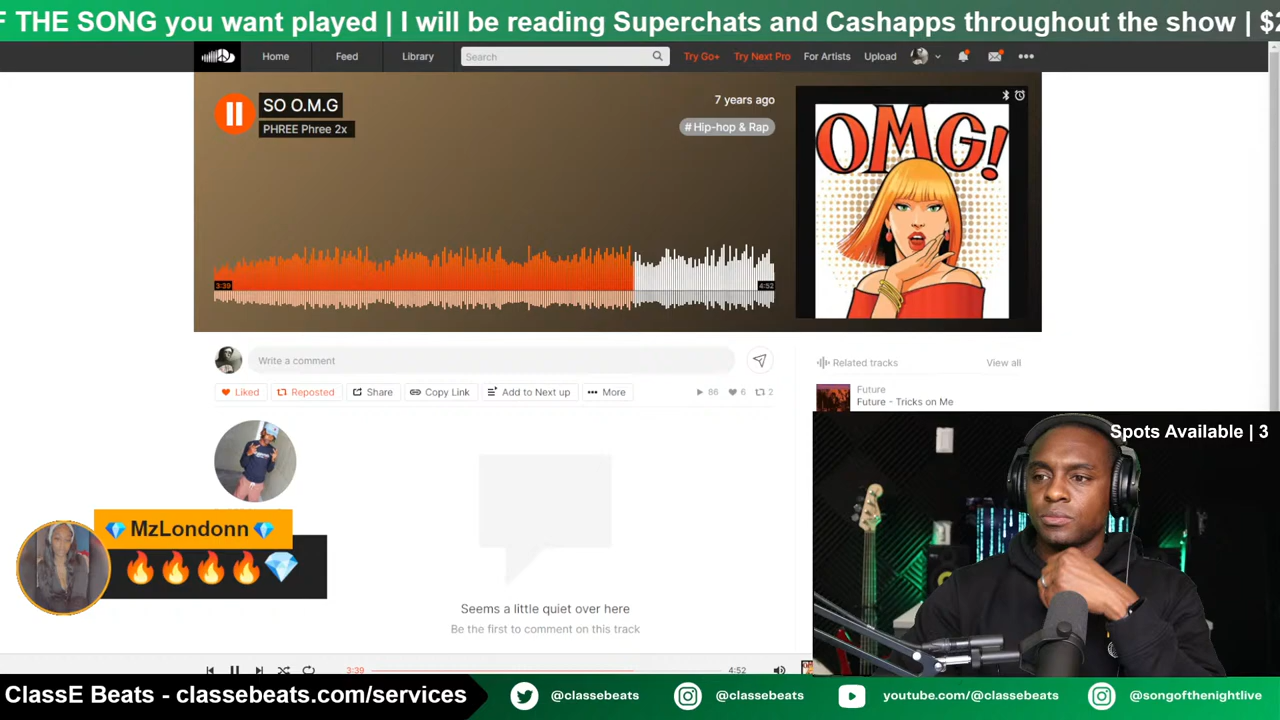 F THE SONG you want played | I will be reading Superchats and Cashapps throughout the show | $2
Home
Feed
Library
Search
Try Go+
Try Next Pro
For Artists
Upload
SO O.M.G
PHREE Phree 2x
7 years ago
# Hip-hop & Rap
OMG!
3:39
4:52
Write a comment
Related tracks
View all
Liked
Reposted
Share
Copy Link
Add to Next up
More
86
6
2
Future
Future - Tricks on Me
Spots Available | 3
💎 MzLondonn 💎
🔥🔥🔥🔥💎
Seems a little quiet over here
Be the first to comment on this track
3:39
4:52
ClassE Beats - classebeats.com/services
@classebeats
@classebeats
youtube.com/@classebeats
@songofthenightlive